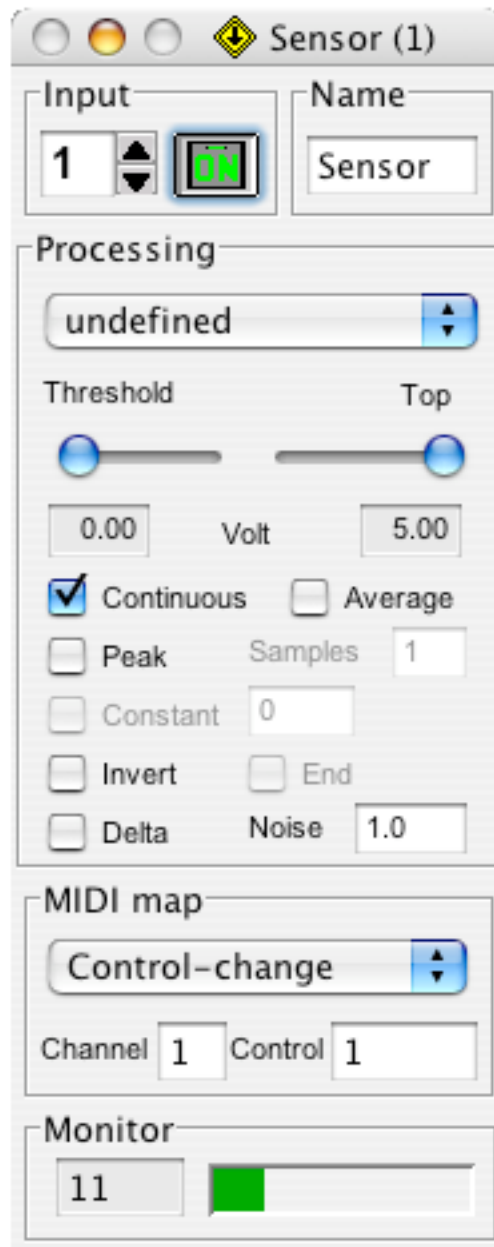 Sensor (1)
Input
Name
1
ON
Sensor
Processing
undefined
Threshold
Top
0.00
Volt
5.00
Continuous
Average
Peak
Samples
1
Constant
0
Invert
End
Delta
Noise
1.0
MIDI map
Control-change
Channel
1
Control
1
Monitor
11